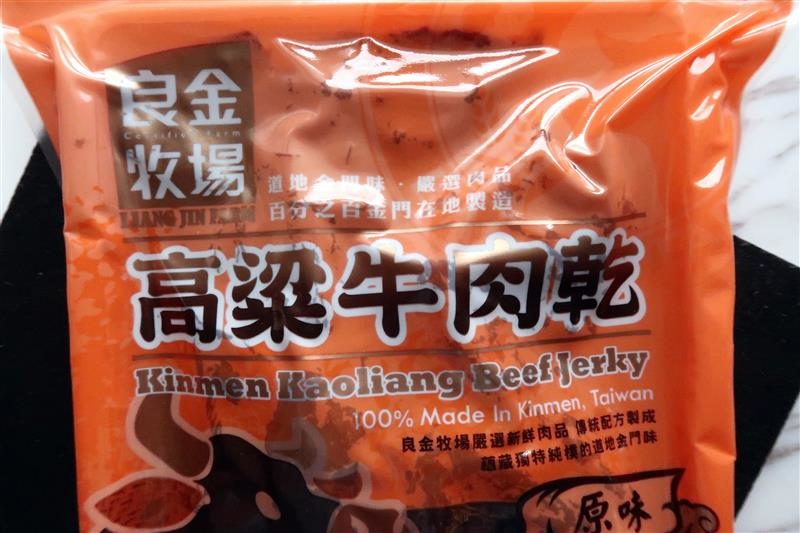 良金
Certified Farm
牧場
LIANG JIN FARM
道地金門味．嚴選肉品
百分之百金門在地製造
高粱牛肉乾
Kinmen Kaoliang Beef Jerky
100% Made In Kinmen, Taiwan
良金牧場嚴選新鮮肉品 傳統配方製成
蘊藏獨特純樸的道地金門味
原味